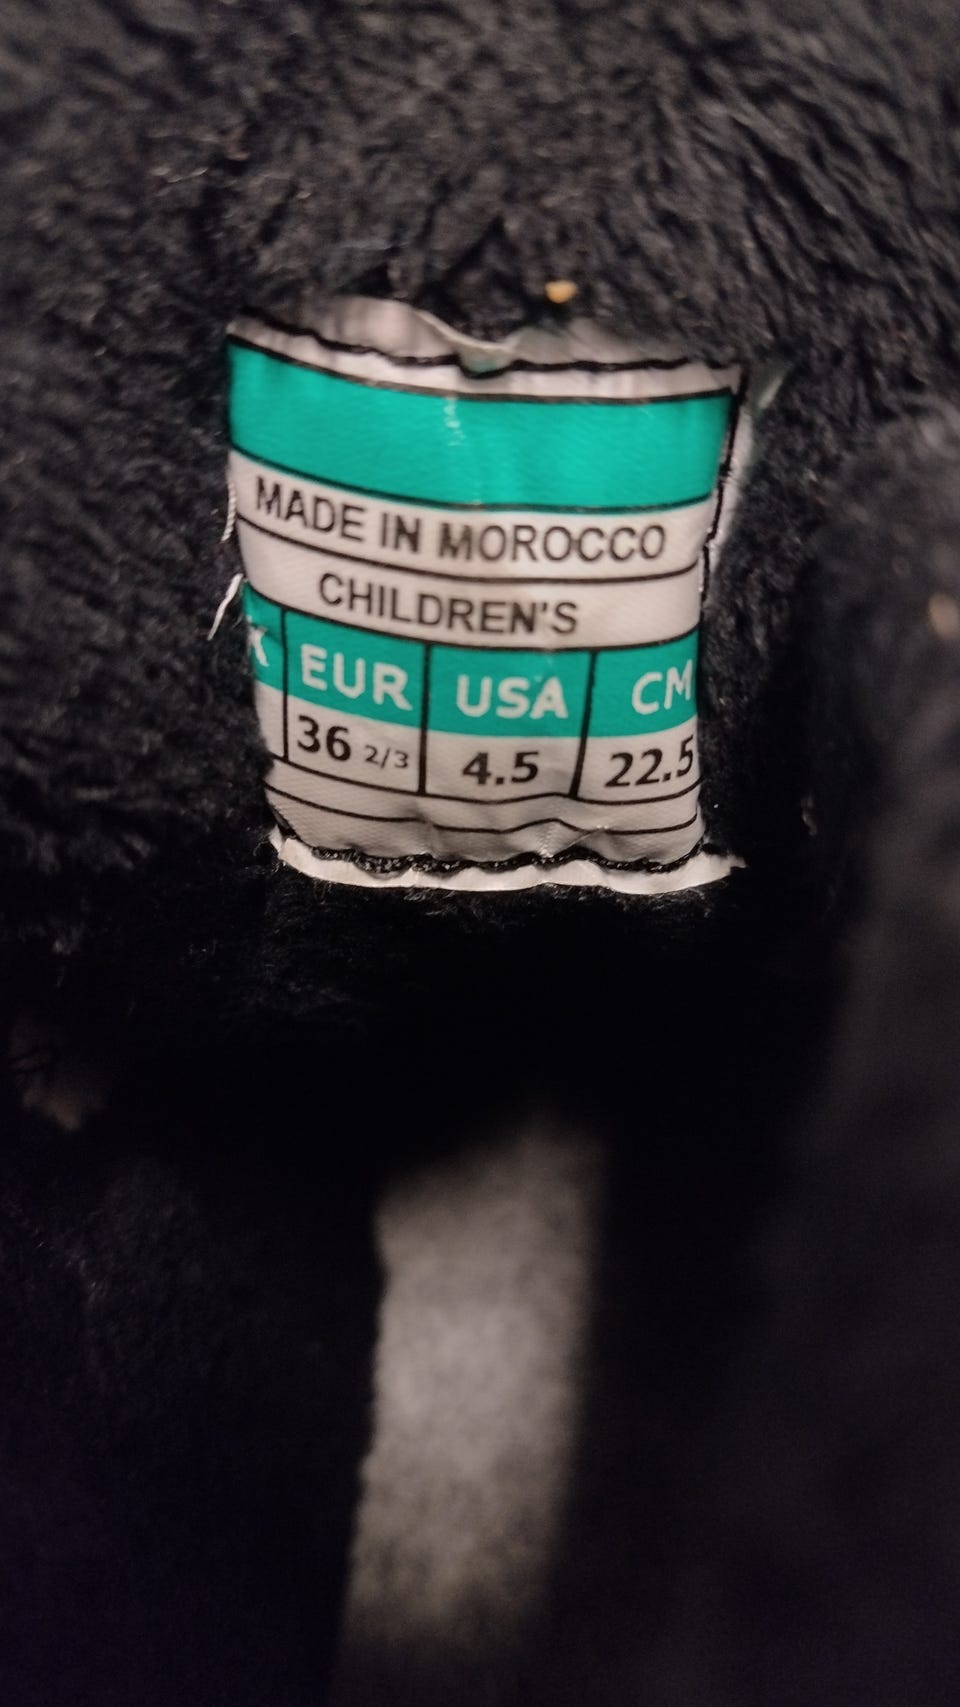 MADE IN MOROCCO
CHILDREN'S
K EUR USA CM
36 2/3 4.5 22.5